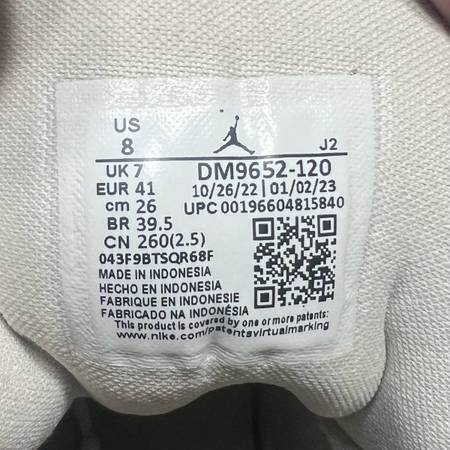 US
8
J2
UK 7
DM9652-120
EUR 41
10/26/22 | 01/02/23
cm 26
UPC 00196604815840
BR 39.5
CN 260(2.5)
043F9BTSQR68F
MADE IN INDONESIA
HECHO EN INDONESIA
FABRIQUE EN INDONESIE
FABRICADO NA INDONÉSIA
This product is covered by one or more patents:
www.nike.com/patentsvirtualmarking